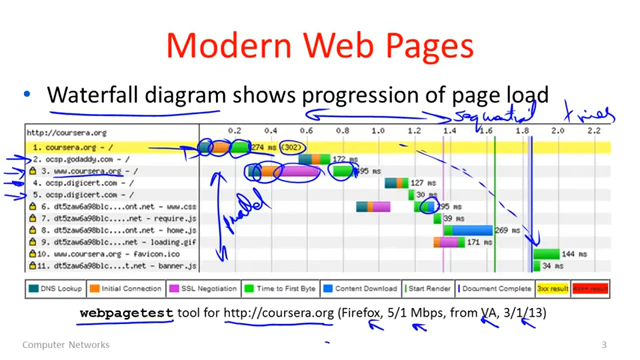 Modern Web Pages
• Waterfall diagram shows progression of page load
sequential times
http://coursera.org 0.2 0.4 0.6 0.8 1.0 1.2 1.4 1.6 1.8 2.0 2.2
1. coursera.org - / 274 ms (302)
2. ocsp.godaddy.com - / 172 ms
3. www.coursera.org - / 495 ms
4. ocsp.digicert.com - / 127 ms
5. ocsp.digicert.com - / 30 ms
6. dt5zaw6a98blc...ont.net - www.css 295 ms
7. dt5zaw6a98blc...t.net - require.js 39 ms
8. dt5zaw6a98blc...ont.net - home.js 269 ms
9. dt5zaw6a98blc...net - loading.gif 171 ms
10. www.coursera.org - favicon.ico 144 ms
11. dt5zaw6a98blc...t.net - banner.js 34 ms
parallel
DNS Lookup Initial Connection SSL Negotiation Time to First Byte Content Download Start Render Document Complete 3xx result 4xx+ result
webpagetest tool for http://coursera.org (Firefox, 5/1 Mbps, from VA, 3/1/13)
Computer Networks 3